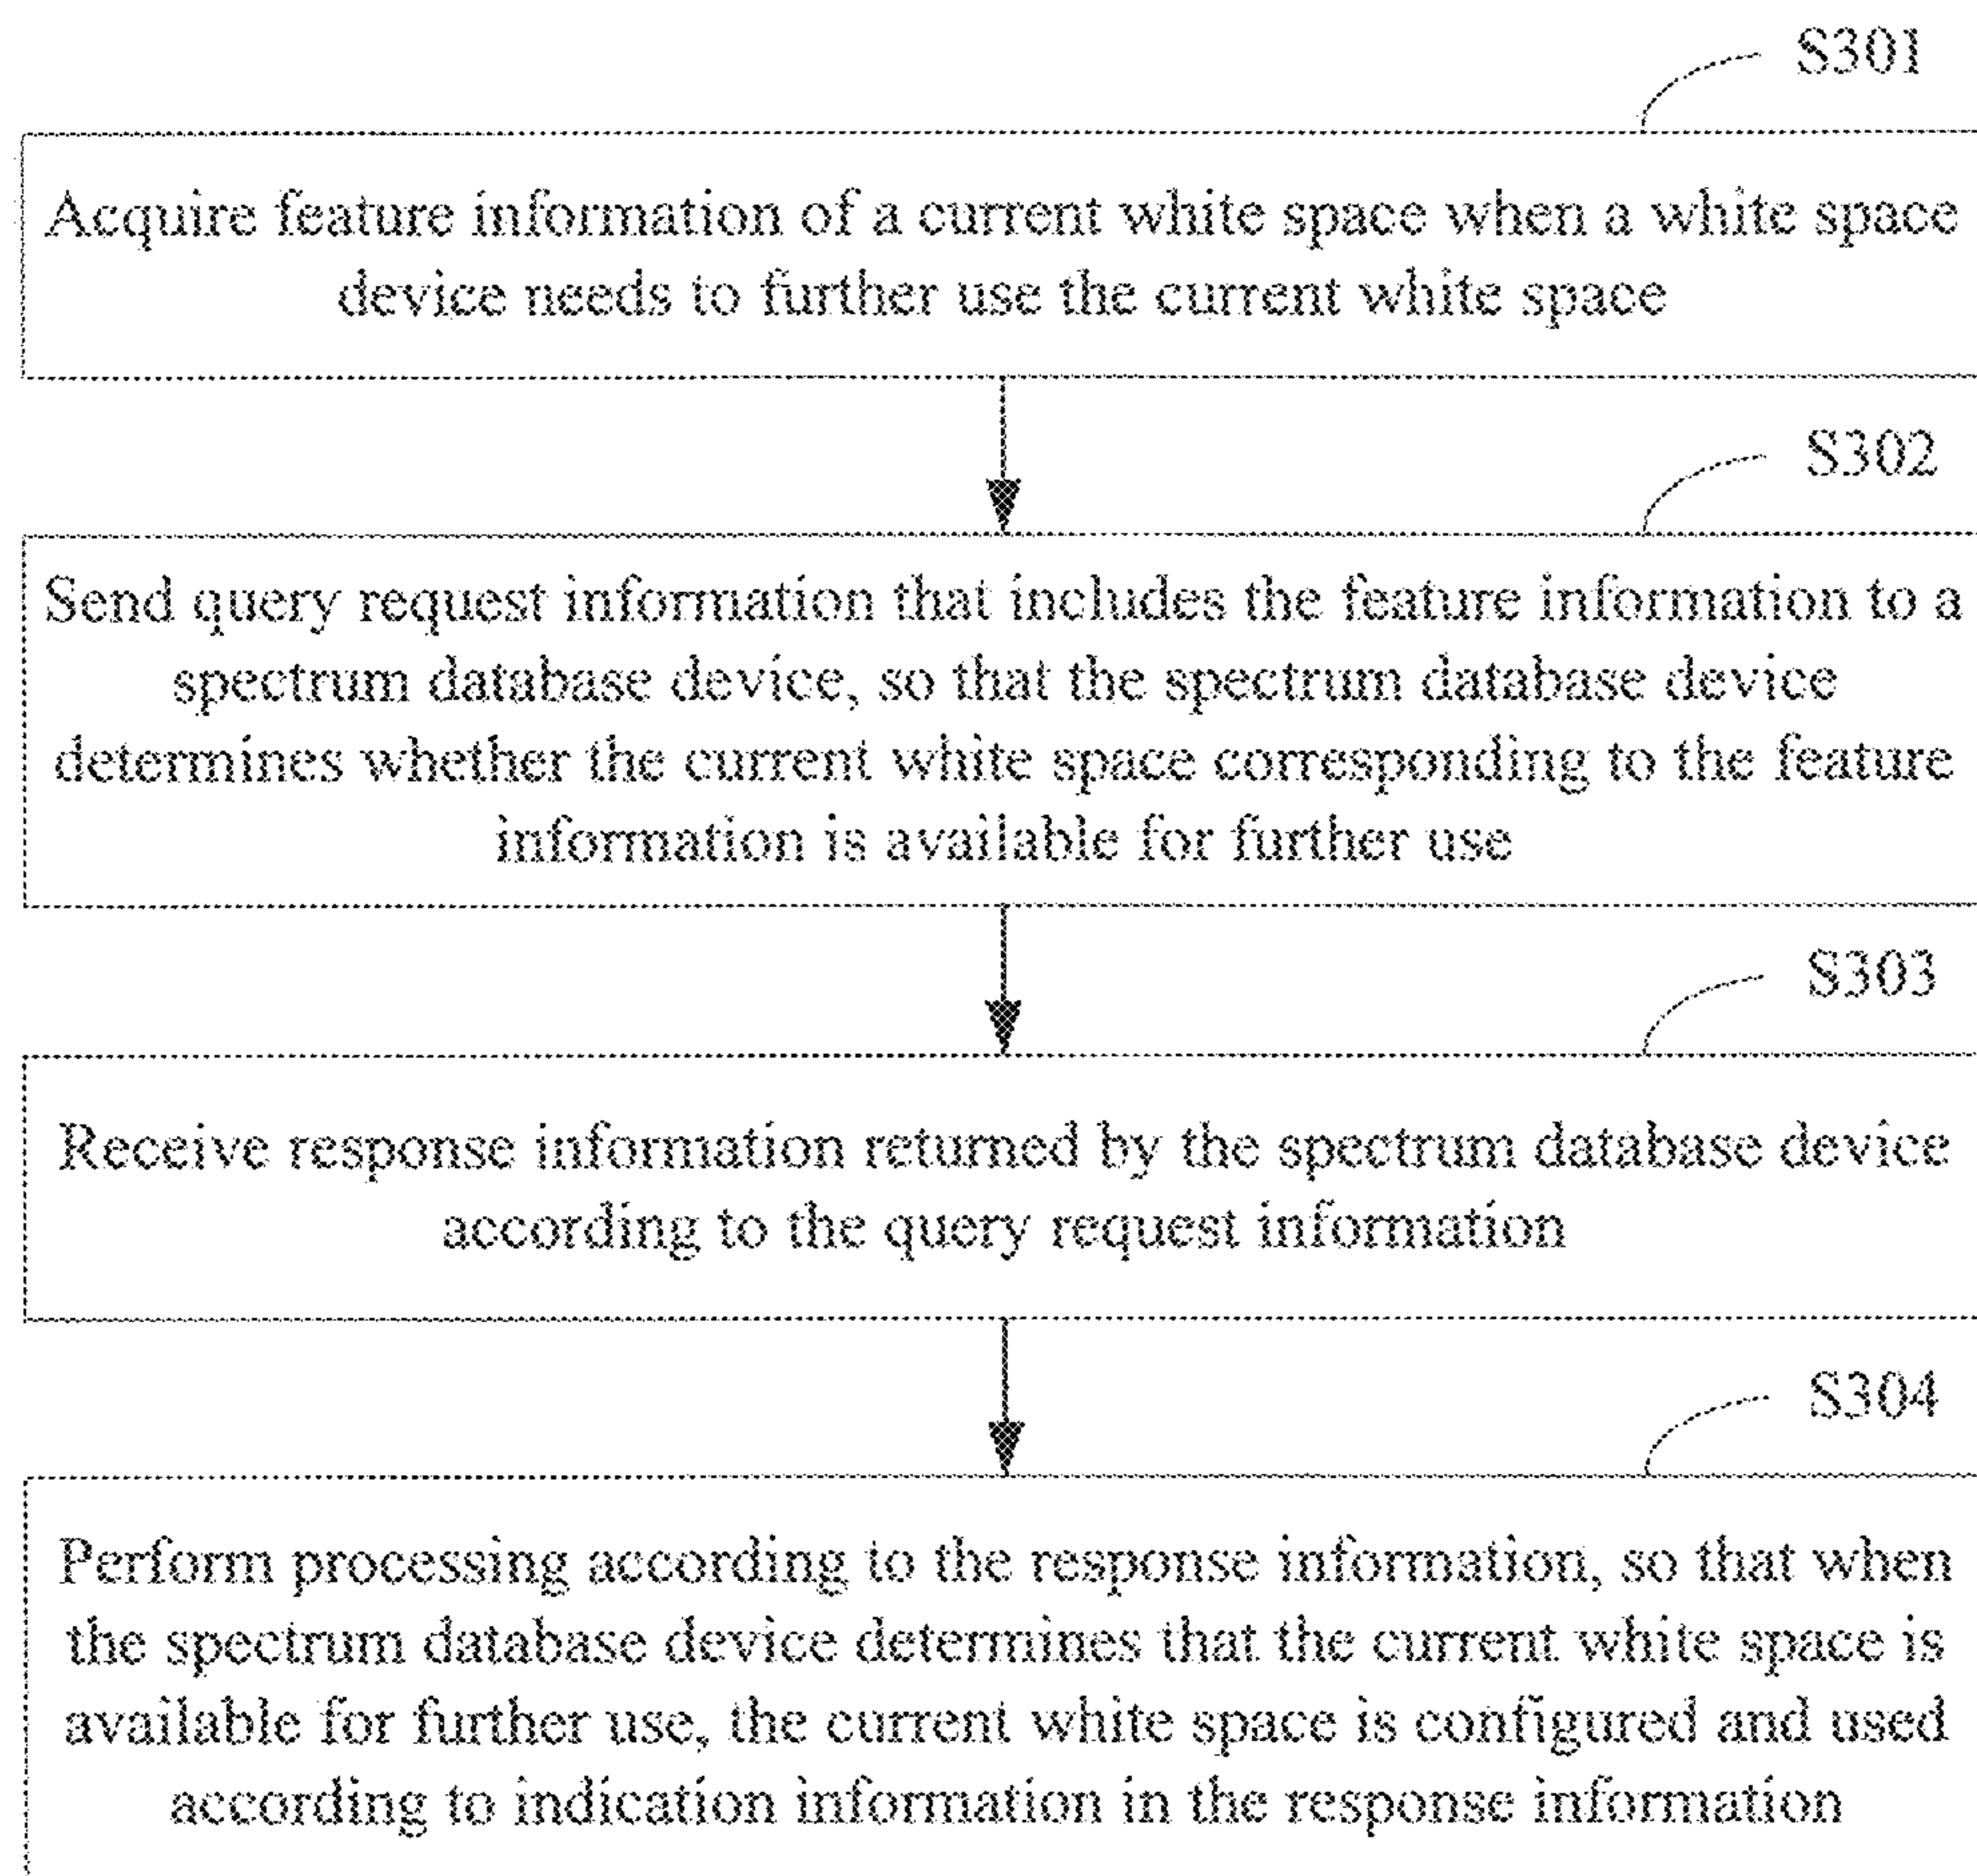 S301
Acquire feature information of a current white space when a white space
device needs to further use the current white space
S302
Send query request information that includes the feature information to a
spectrum database device, so that the spectrum database device
determines whether the current white space corresponding to the feature
information is available for further use
S303
Receive response information returned by the spectrum database device
according to the query request information
S304
Perform processing according to the response information, so that when
the spectrum database device determines that the current white space is
available for further use, the current white space is configured and used
according to indication information in the response information